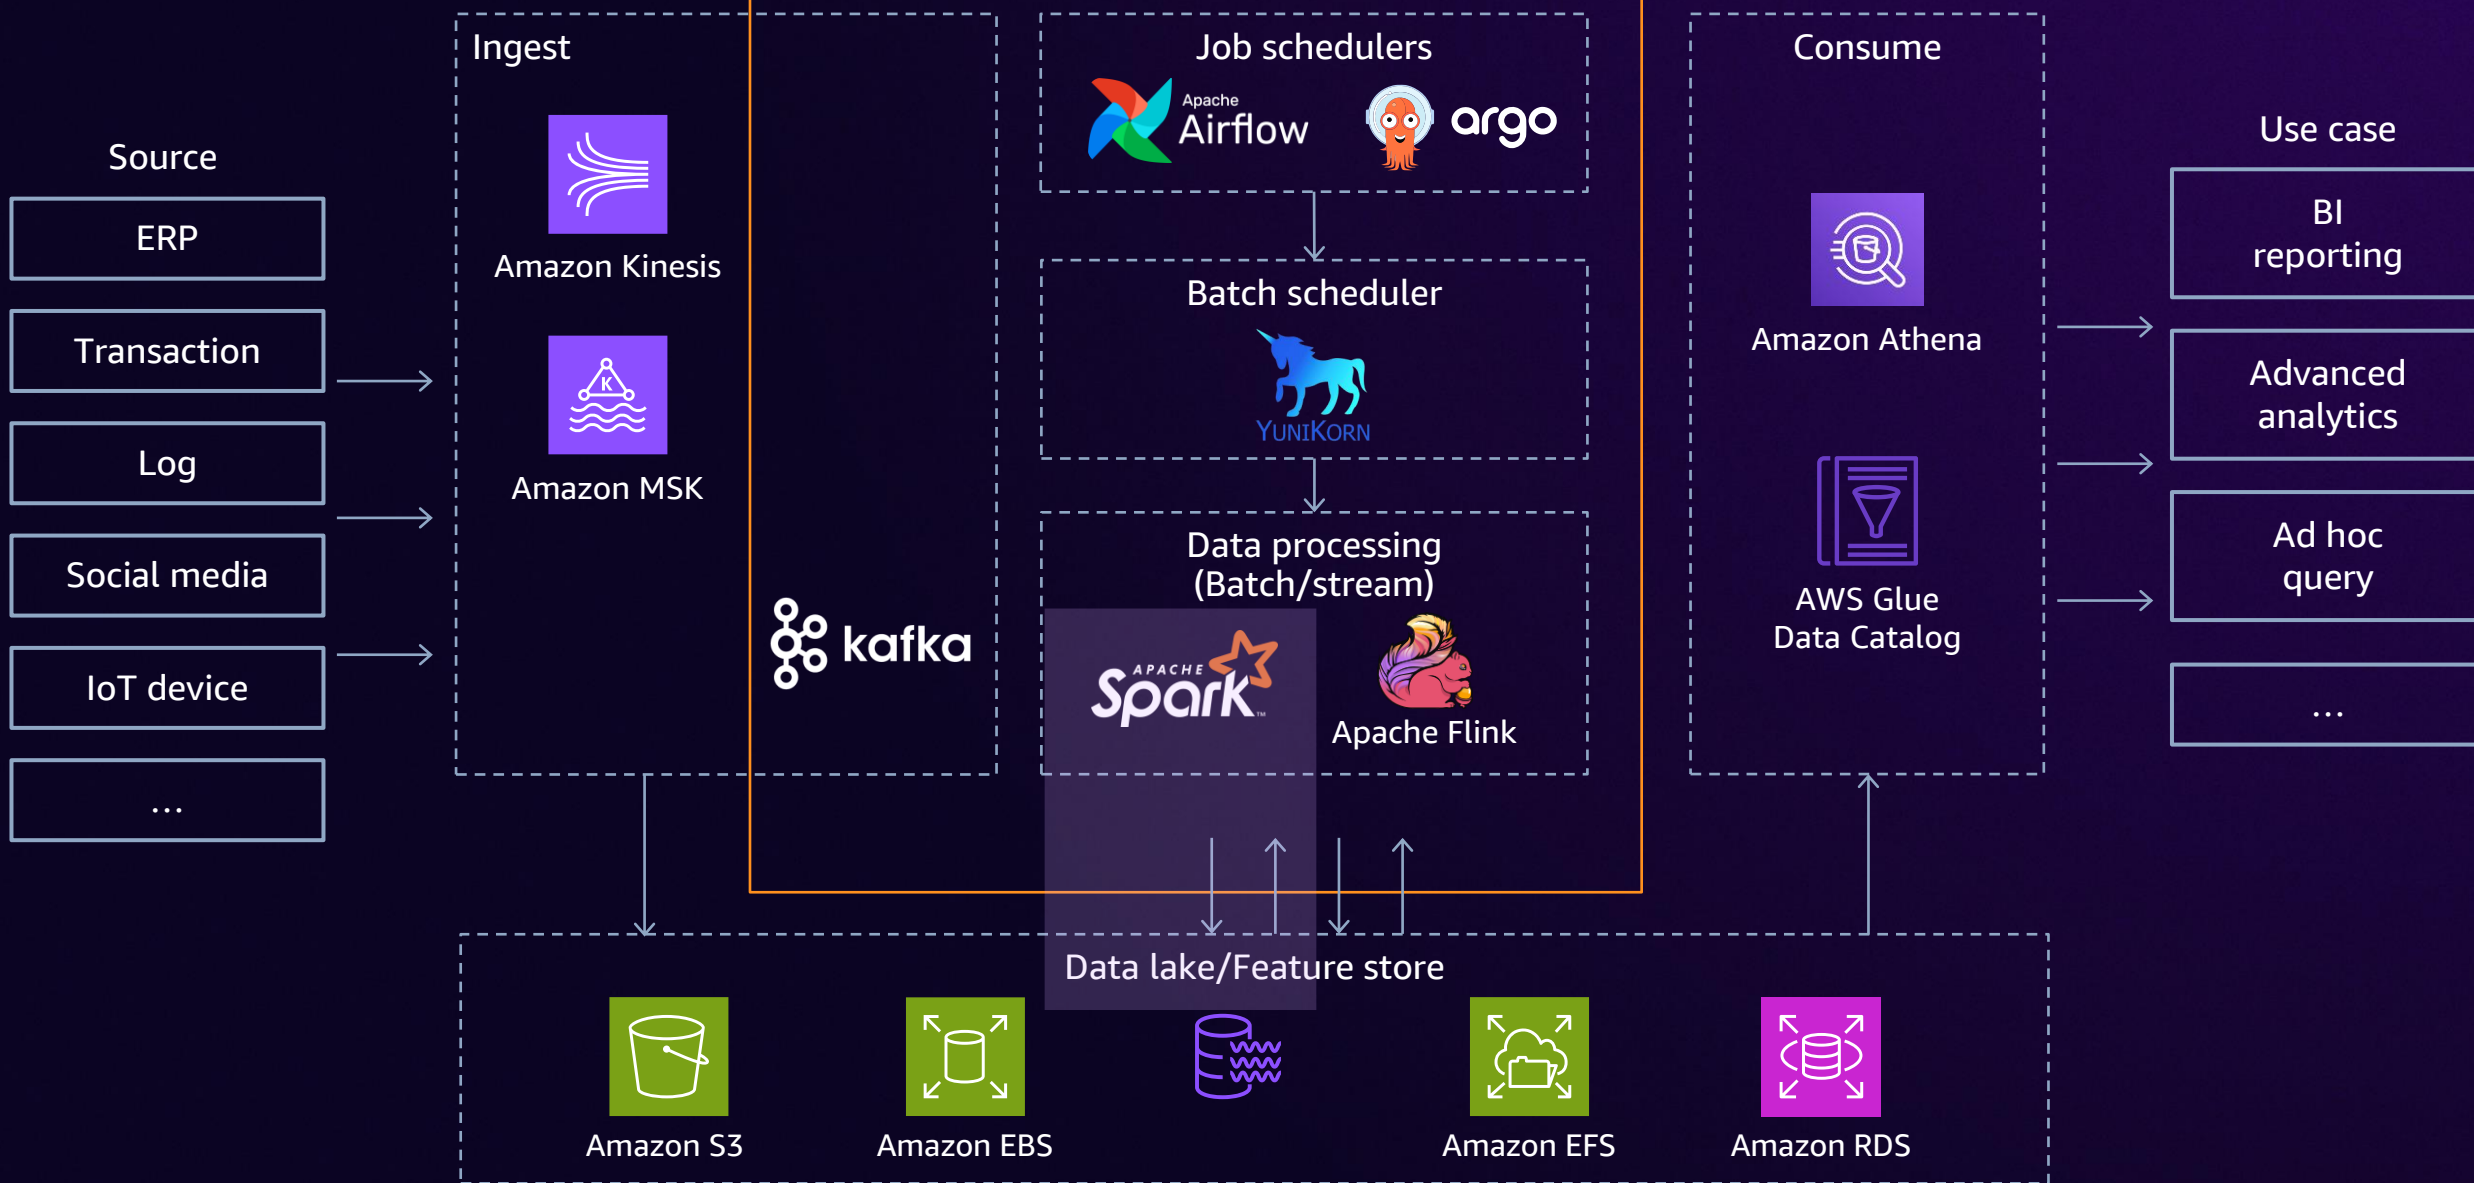 Source
ERP
Transaction
Log
Social media
IoT device
...
Ingest
Amazon Kinesis
K
Amazon MSK
kafka
Job schedulers
Apache
Airflow
argo
Batch scheduler
YUNIKORN
Data processing
(Batch/stream)
APACHE
Spark™
Apache Flink
Consume
Amazon Athena
AWS Glue
Data Catalog
Use case
BI
reporting
Advanced
analytics
Ad hoc
query
...
Data lake/Feature store
Amazon S3
Amazon EBS
Amazon EFS
Amazon RDS